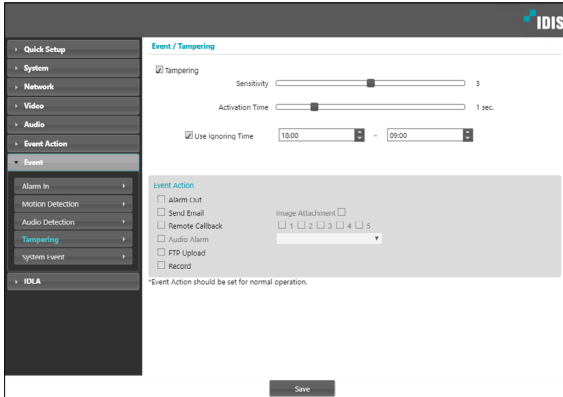 IDIS
Quick Setup
System
Network
Video
Audio
Event Action
Event
Alarm In
Motion Detection
Audio Detection
Tampering
System Event
IDLA
Event / Tampering
Tampering
Sensitivity 3
Activation Time 1 sec.
Use Ignoring Time 18:00 ~ 09:00
Event Action
Alarm Out
Send Email Image Attachment
Remote Callback 1 2 3 4 5
Audio Alarm
FTP Upload
Record
*Event Action should be set for normal operation.
Save